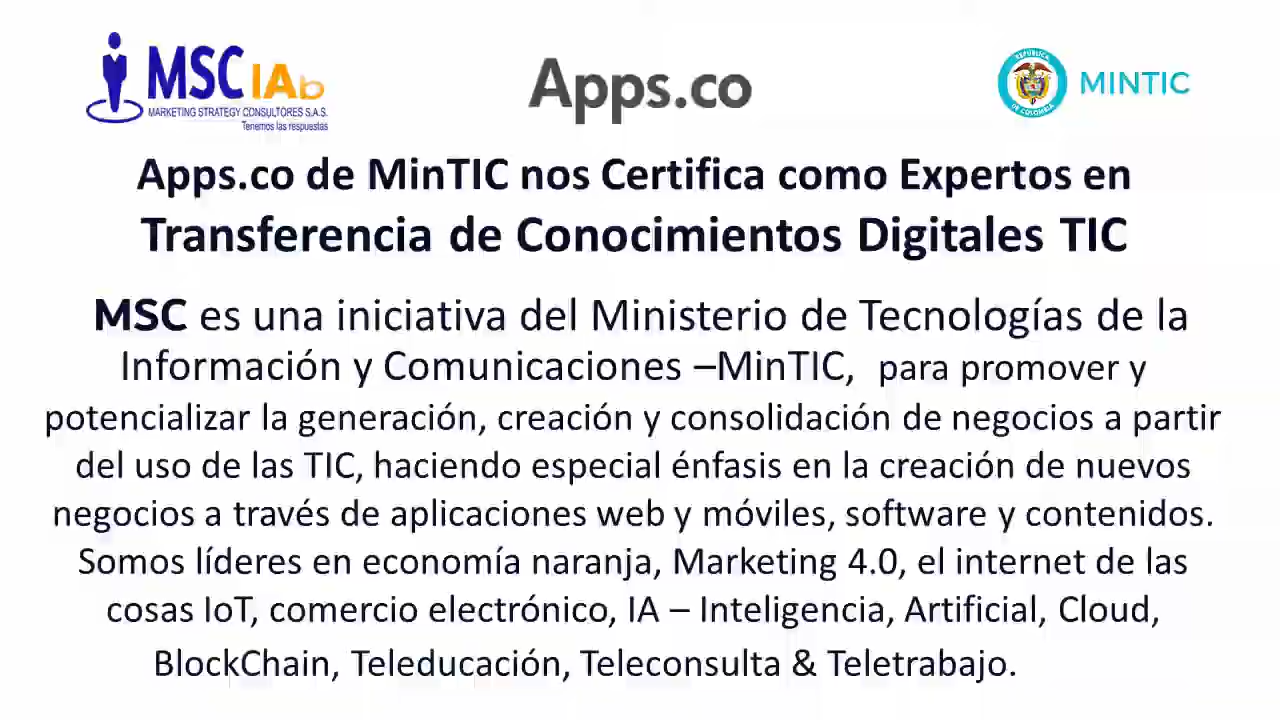 MSC IAb
MARKETING STRATEGY CONSULTORES S.A.S.
Tenemos las respuestas
Apps.co
REPÚBLICA
DE COLOMBIA
MINTIC
Apps.co de MinTIC nos Certifica como Expertos en
Transferencia de Conocimientos Digitales TIC
MSC es una iniciativa del Ministerio de Tecnologías de la
Información y Comunicaciones –MinTIC, para promover y
potencializar la generación, creación y consolidación de negocios a partir
del uso de las TIC, haciendo especial énfasis en la creación de nuevos
negocios a través de aplicaciones web y móviles, software y contenidos.
Somos líderes en economía naranja, Marketing 4.0, el internet de las
cosas IoT, comercio electrónico, IA – Inteligencia, Artificial, Cloud,
BlockChain, Teleducación, Teleconsulta & Teletrabajo.